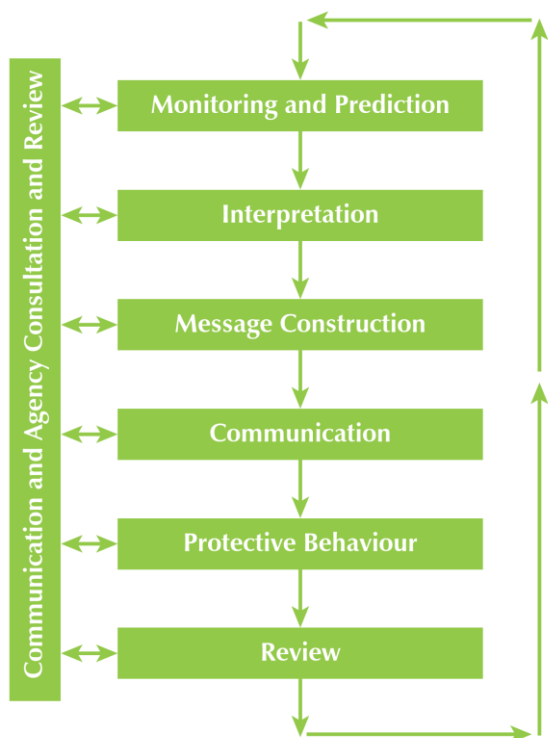 Communication and Agency Consultation and Review
Monitoring and Prediction
Interpretation
Message Construction
Communication
Protective Behaviour
Review